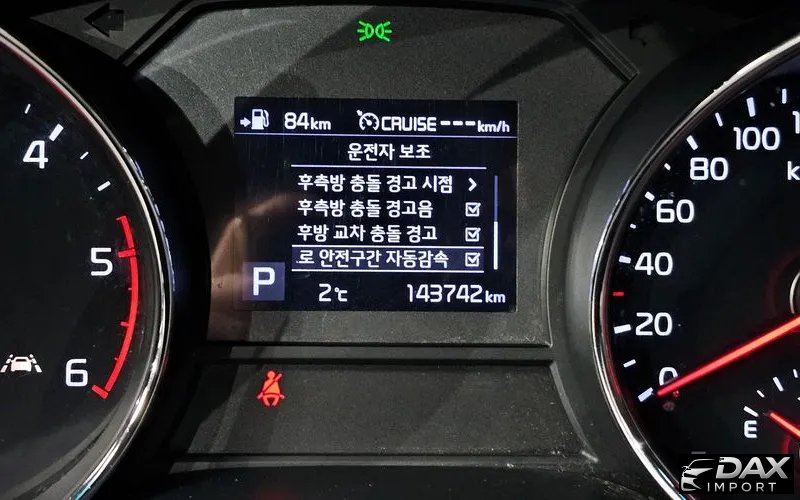 84km CRUISE---km/h
운전자 보조
후측방 충돌 경고 시점
후측방 충돌 경고음
후방 교차 충돌 경고
로 안전구간 자동감속
P 2℃ 143742km
4
5
6
100
80
60
40
20
0
E
DAX
IMPORT